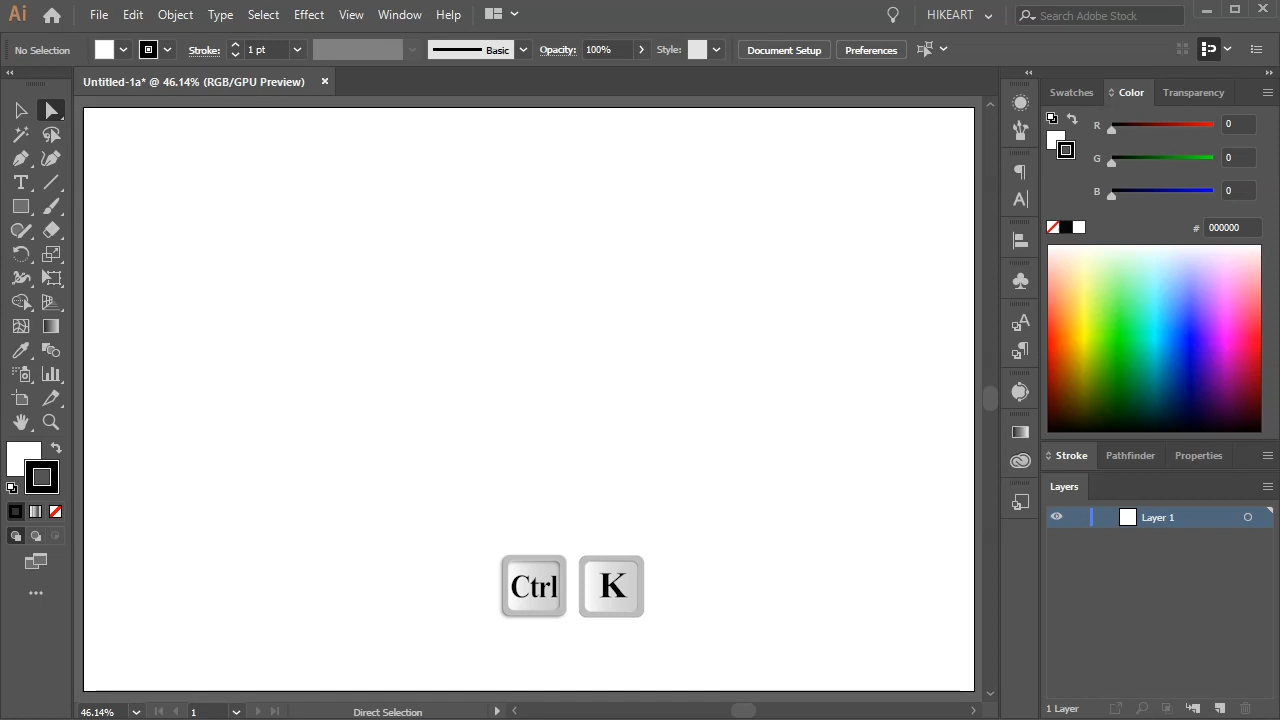 Ai File Edit Object Type Select Effect View Window Help HIKEART Search Adobe Stock
No Selection Stroke: 1 pt Basic Opacity: 100% Style: Document Setup Preferences
Untitled-1a* @ 46.14% (RGB/GPU Preview)
Swatches Color Transparency
R 0
G 0
B 0
# 000000
Stroke Pathfinder Properties
Layers
Layer 1
Ctrl K
46.14% 1 Direct Selection
1 Layer